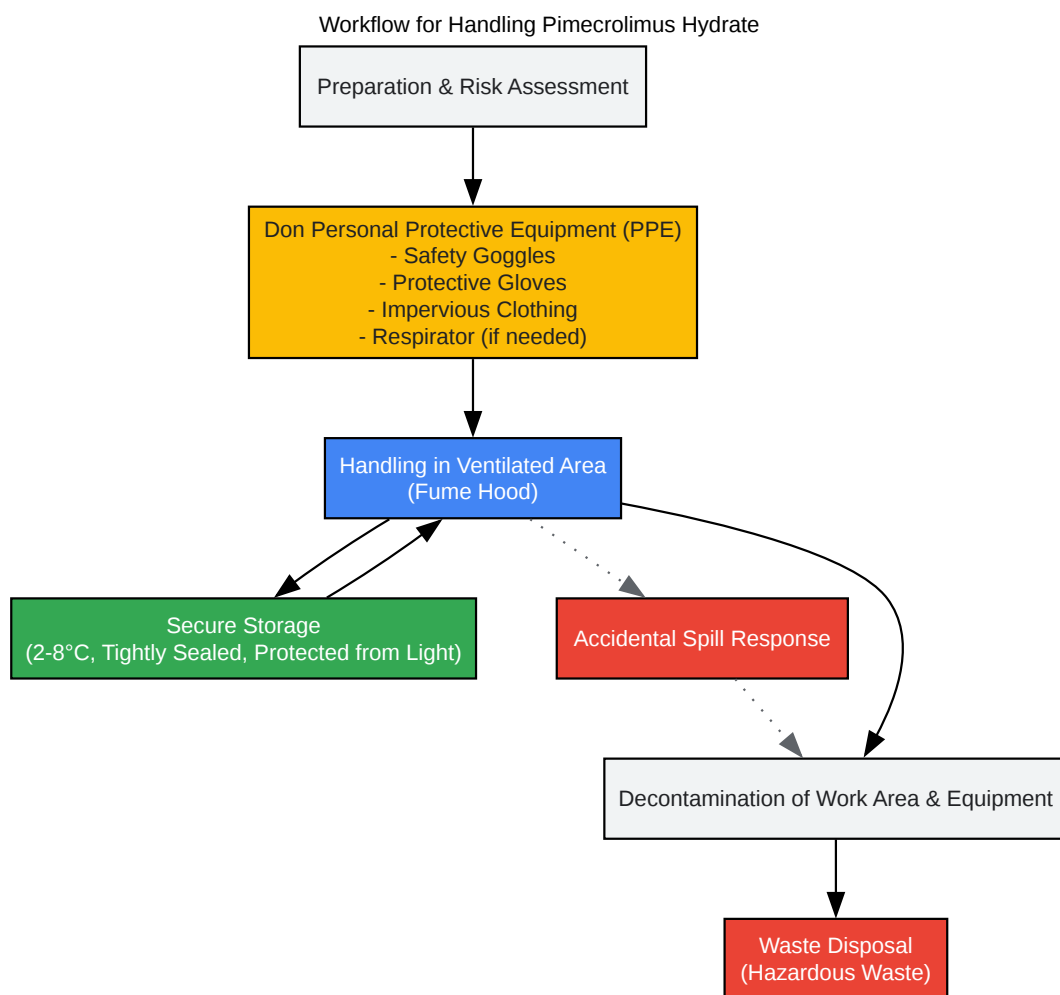 Workflow for Handling Pimecrolimus Hydrate
Preparation & Risk Assessment
Don Personal Protective Equipment (PPE)
- Safety Goggles
- Protective Gloves
- Impervious Clothing
- Respirator (if needed)
Handling in Ventilated Area
(Fume Hood)
Secure Storage
(2-8°C, Tightly Sealed, Protected from Light)
Accidental Spill Response
Decontamination of Work Area & Equipment
Waste Disposal
(Hazardous Waste)